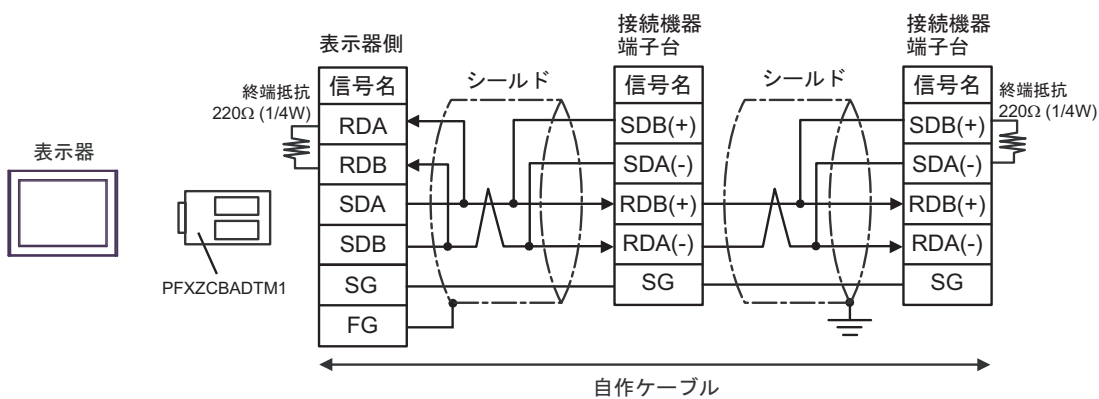 表示器
PFXZCBADTM1
表示器側
終端抵抗
220Ω (1/4W)
信号名
RDA
RDB
SDA
SDB
SG
FG
シールド
接続機器
端子台
信号名
SDB(+)
SDA(-)
RDB(+)
RDA(-)
SG
シールド
接続機器
端子台
信号名
SDB(+)
SDA(-)
RDB(+)
RDA(-)
SG
終端抵抗
220Ω (1/4W)
自作ケーブル